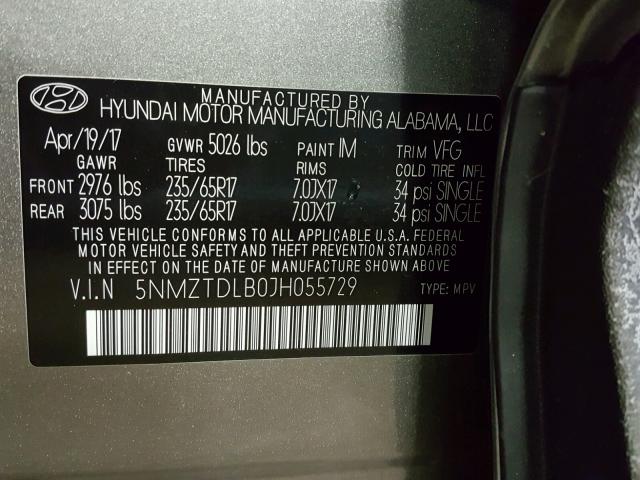 MANUFACTURED BY
HYUNDAI MOTOR MANUFACTURING ALABAMA, LLC
Apr/19/17 GVWR 5026 lbs PAINT IM TRIM VFG
GAWR TIRES RIMS COLD TIRE INFL
FRONT 2976 lbs 235/65R17 7.0JX17 34 psi SINGLE
REAR 3075 lbs 235/65R17 7.0JX17 34 psi SINGLE
THIS VEHICLE CONFORMS TO ALL APPLICABLE U.S.A. FEDERAL
MOTOR VEHICLE SAFETY AND THEFT PREVENTION STANDARDS
IN EFFECT ON THE DATE OF MANUFACTURE SHOWN ABOVE.
V.I.N 5NMZTDLB0JH055729 TYPE: MPV